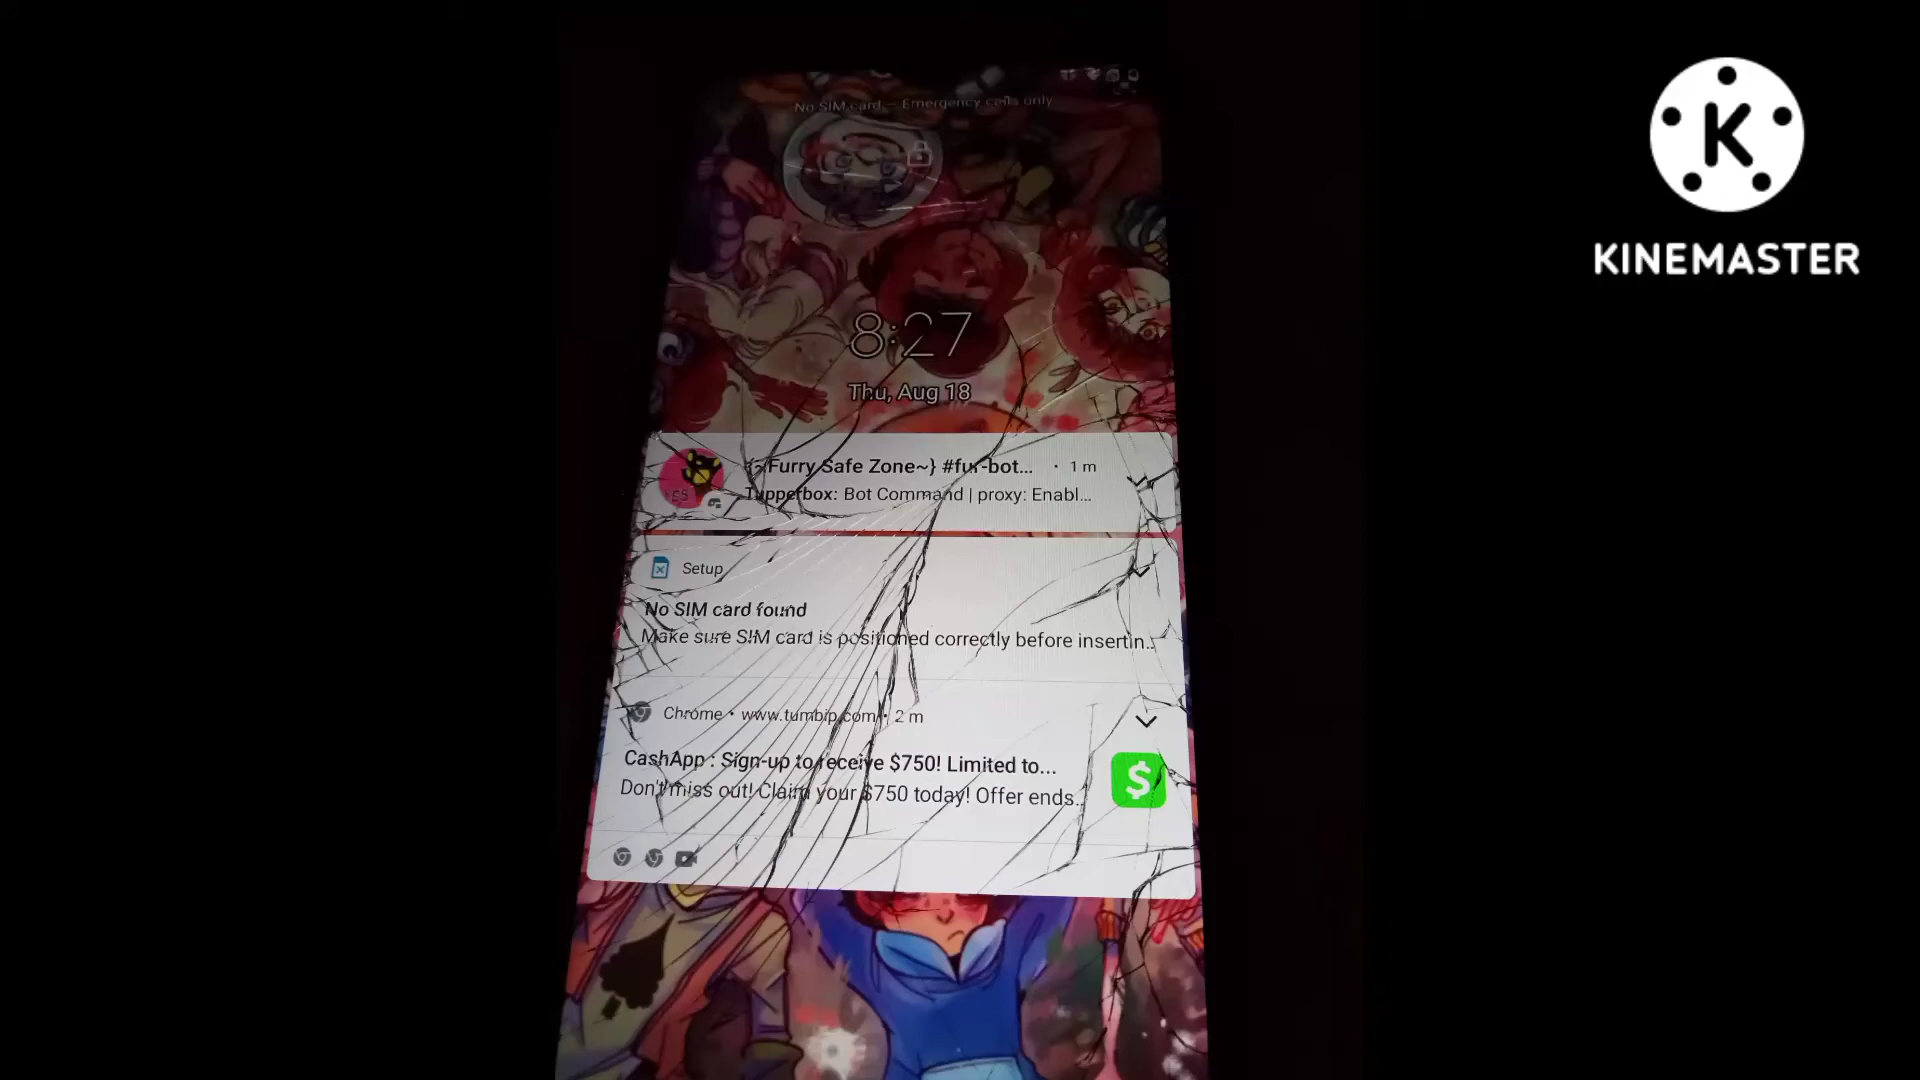 No SIM card — Emergency calls only
8:27
Thu, Aug 18
{~Furry Safe Zone~} #fur-bot... · 1 m
Tupperbox: Bot Command | proxy: Enabl...
ES
Setup
No SIM card found
Make sure SIM card is positioned correctly before insertin...
Chrome • www.tumbip.com • 2 m
CashApp : Sign-up to receive $750! Limited to...
Don't miss out! Claim your $750 today! Offer ends...
$
K
KINEMASTER